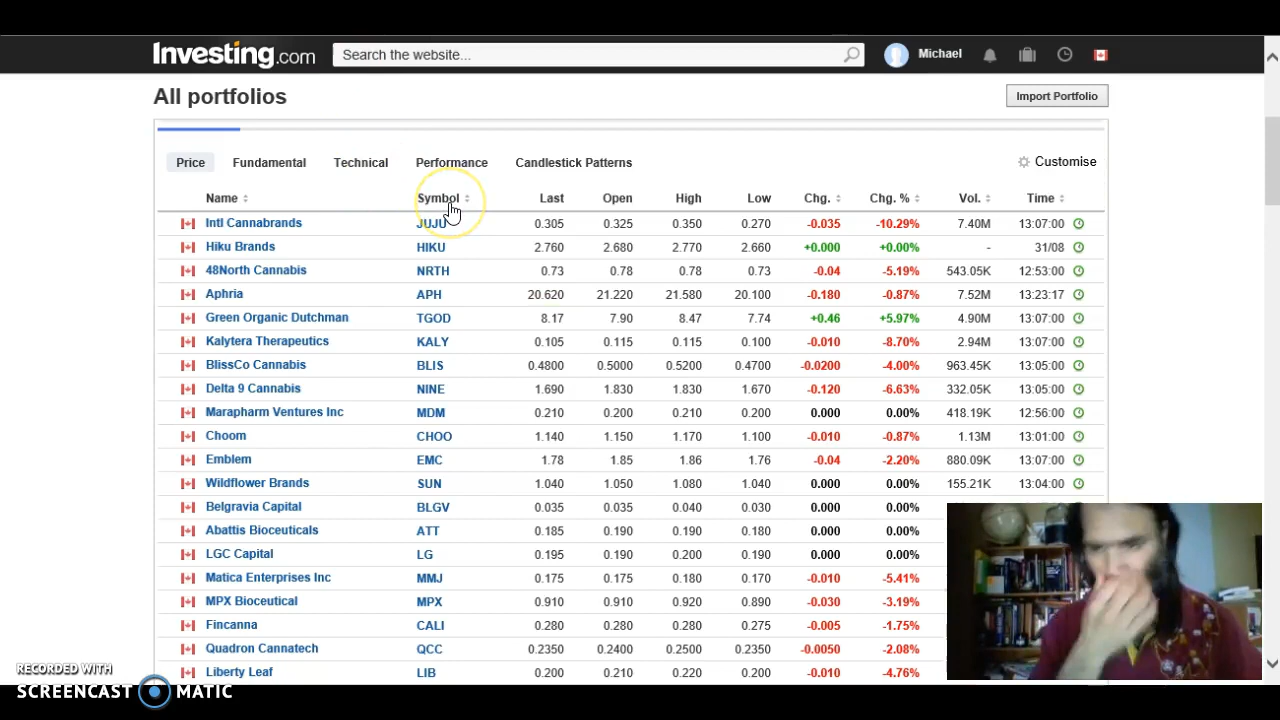 Investing.com Search the website... Michael
All portfolios Import Portfolio
Price Fundamental Technical Performance Candlestick Patterns Customise
Name Symbol Last Open High Low Chg. Chg. % Vol. Time
Intl Cannabrands JUJU 0.305 0.325 0.350 0.270 -0.035 -10.29% 7.40M 13:07:00
Hiku Brands HIKU 2.760 2.680 2.770 2.660 +0.000 +0.00% - 31/08
48North Cannabis NRTH 0.73 0.78 0.78 0.73 -0.04 -5.19% 543.05K 12:53:00
Aphria APH 20.620 21.220 21.580 20.100 -0.180 -0.87% 7.52M 13:23:17
Green Organic Dutchman TGOD 8.17 7.90 8.47 7.74 +0.46 +5.97% 4.90M 13:07:00
Kalytera Therapeutics KALY 0.105 0.115 0.115 0.100 -0.010 -8.70% 2.94M 13:07:00
BlissCo Cannabis BLIS 0.4800 0.5000 0.5200 0.4700 -0.0200 -4.00% 963.45K 13:05:00
Delta 9 Cannabis NINE 1.690 1.830 1.830 1.670 -0.120 -6.63% 332.05K 13:05:00
Marapharm Ventures Inc MDM 0.210 0.200 0.210 0.200 0.000 0.00% 418.19K 12:56:00
Choom CHOO 1.140 1.150 1.170 1.100 -0.010 -0.87% 1.13M 13:01:00
Emblem EMC 1.78 1.85 1.86 1.76 -0.04 -2.20% 880.09K 13:07:00
Wildflower Brands SUN 1.040 1.050 1.080 1.040 0.000 0.00% 155.21K 13:04:00
Belgravia Capital BLGV 0.035 0.035 0.040 0.030 0.000 0.00%
Abattis Bioceuticals ATT 0.185 0.190 0.190 0.180 0.000 0.00%
LGC Capital LG 0.195 0.190 0.200 0.190 0.000 0.00%
Matica Enterprises Inc MMJ 0.175 0.175 0.180 0.170 -0.010 -5.41%
MPX Bioceutical MPX 0.910 0.910 0.920 0.890 -0.030 -3.19%
Fincanna CALI 0.280 0.280 0.280 0.275 -0.005 -1.75%
Quadron Cannatech QCC 0.2350 0.2400 0.2500 0.2350 -0.0050 -2.08%
Liberty Leaf LIB 0.200 0.210 0.220 0.200 -0.010 -4.76%
RECORDED WITH
SCREENCAST MATIC